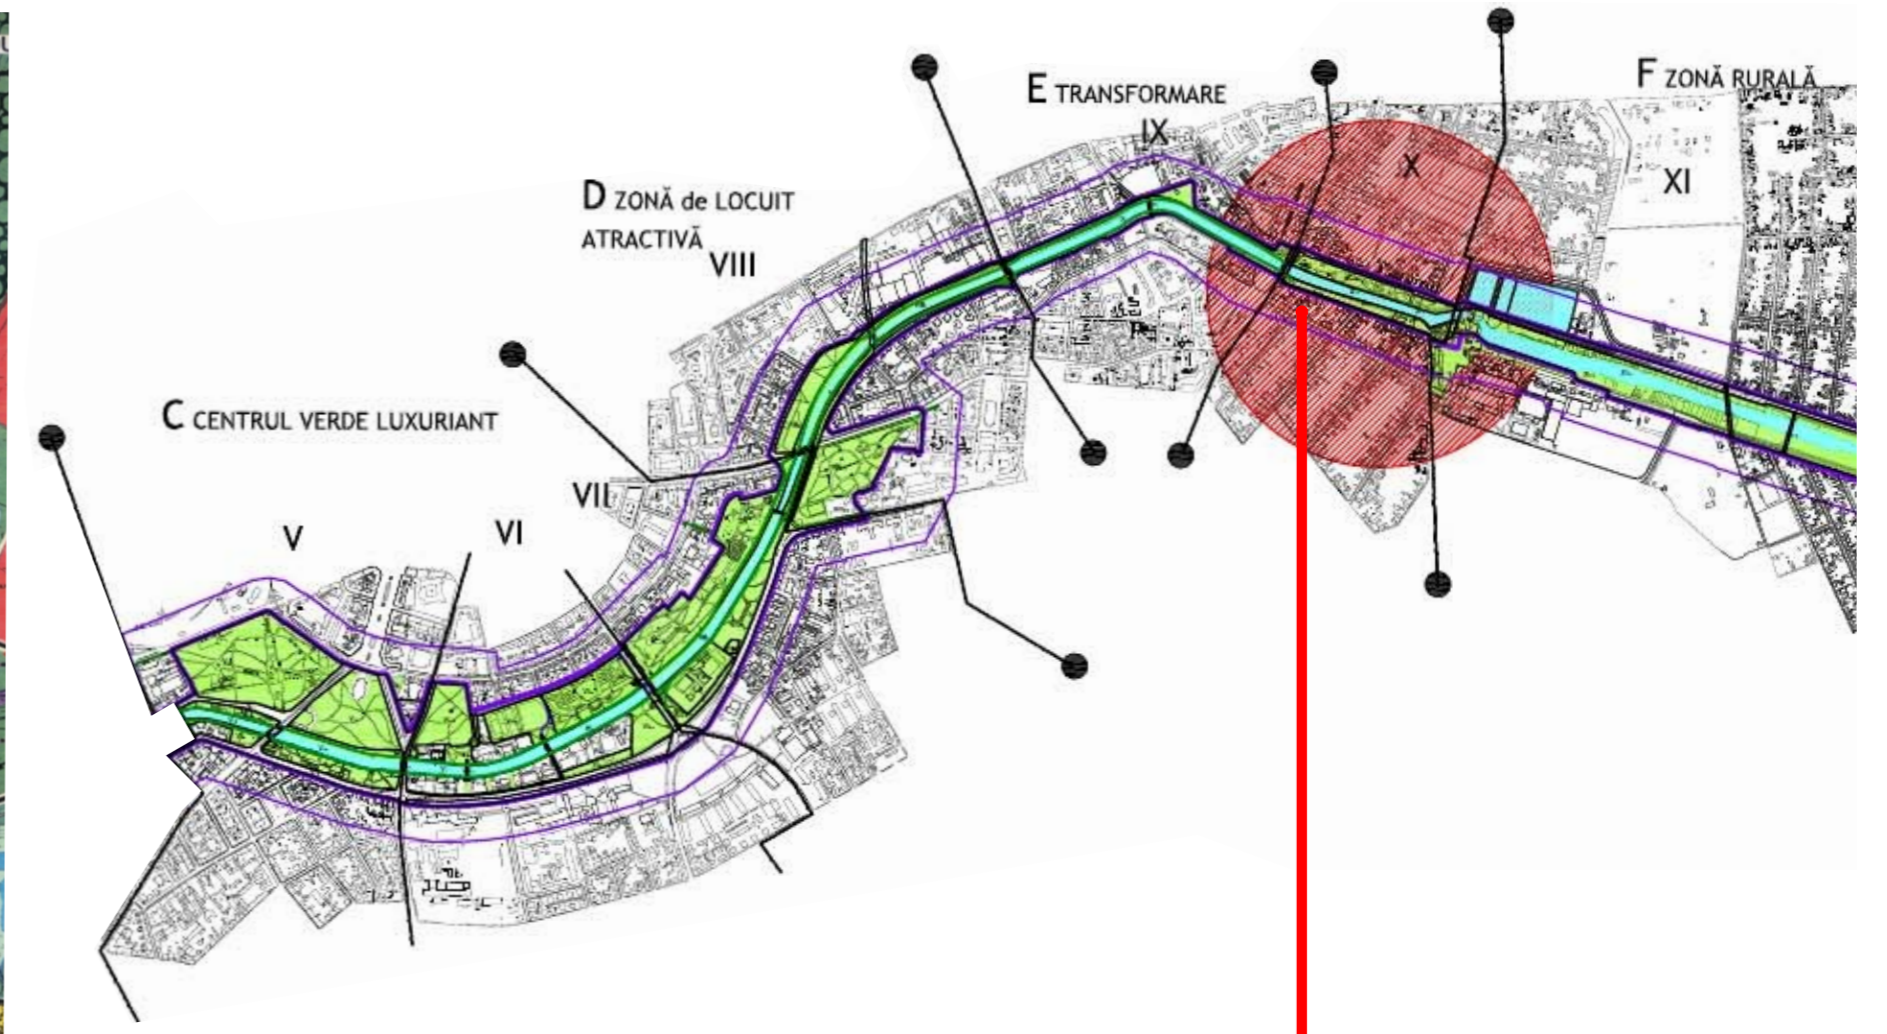 E TRANSFORMARE
IX
F ZONĂ RURALĂ
X
XI
D ZONĂ de LOCUIT
ATRACTIVĂ
VIII
C CENTRUL VERDE LUXURIANT
VII
VI
V